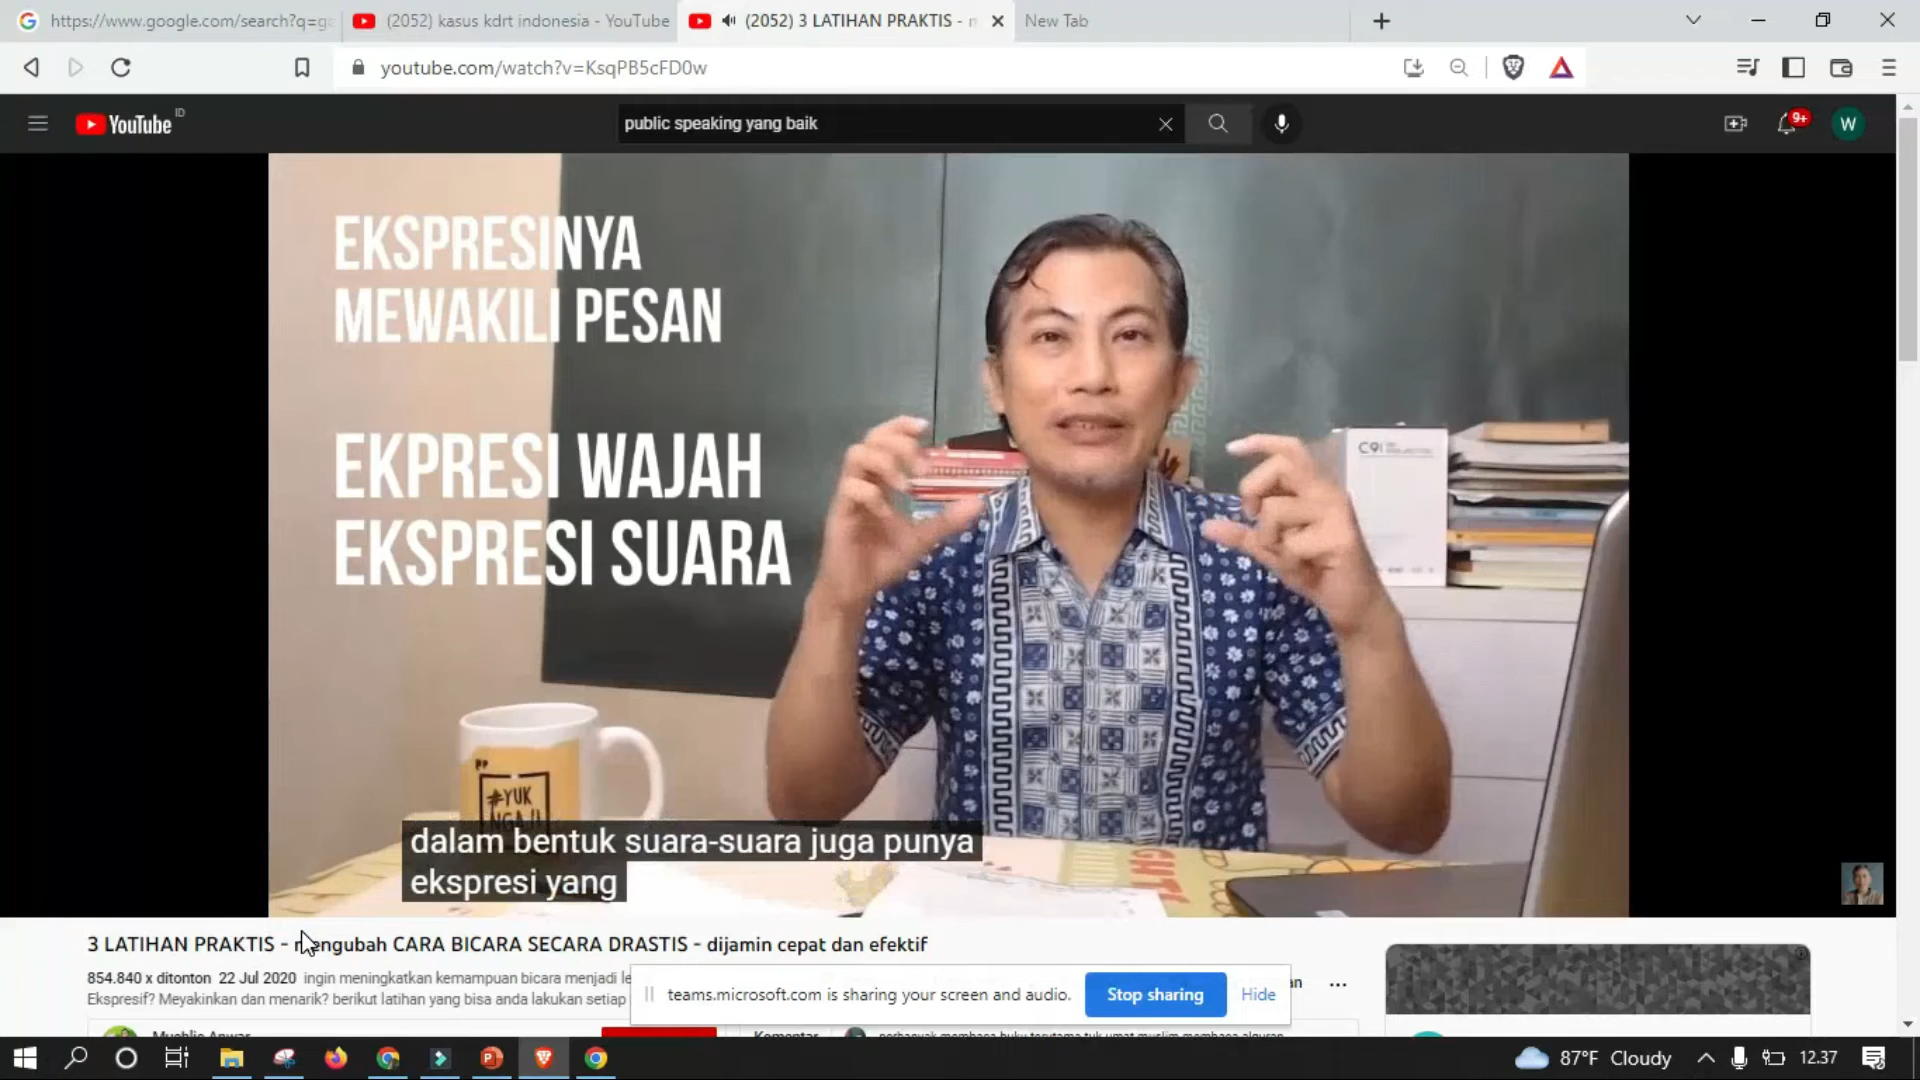 https://www.google.com/search?q=g
(2052) kasus kdrt indonesia - YouTube
(2052) 3 LATIHAN PRAKTIS -
New Tab
youtube.com/watch?v=KsqPB5cFD0w
YouTube ID
public speaking yang baik
9+
W
EKSPRESINYA
MEWAKILI PESAN
EKPRESI WAJAH
EKSPRESI SUARA
C91
#YUK
NGAJI
dalam bentuk suara-suara juga punya
ekspresi yang
3 LATIHAN PRAKTIS - mengubah CARA BICARA SECARA DRASTIS - dijamin cepat dan efektif
854.840 x ditonton 22 Jul 2020 ingin meningkatkan kemampuan bicara menjadi
Ekspresif? Meyakinkan dan menarik? berikut latihan yang bisa anda lakukan setiap
teams.microsoft.com is sharing your screen and audio.
Stop sharing
Hide
Komentar
87°F Cloudy
12.37